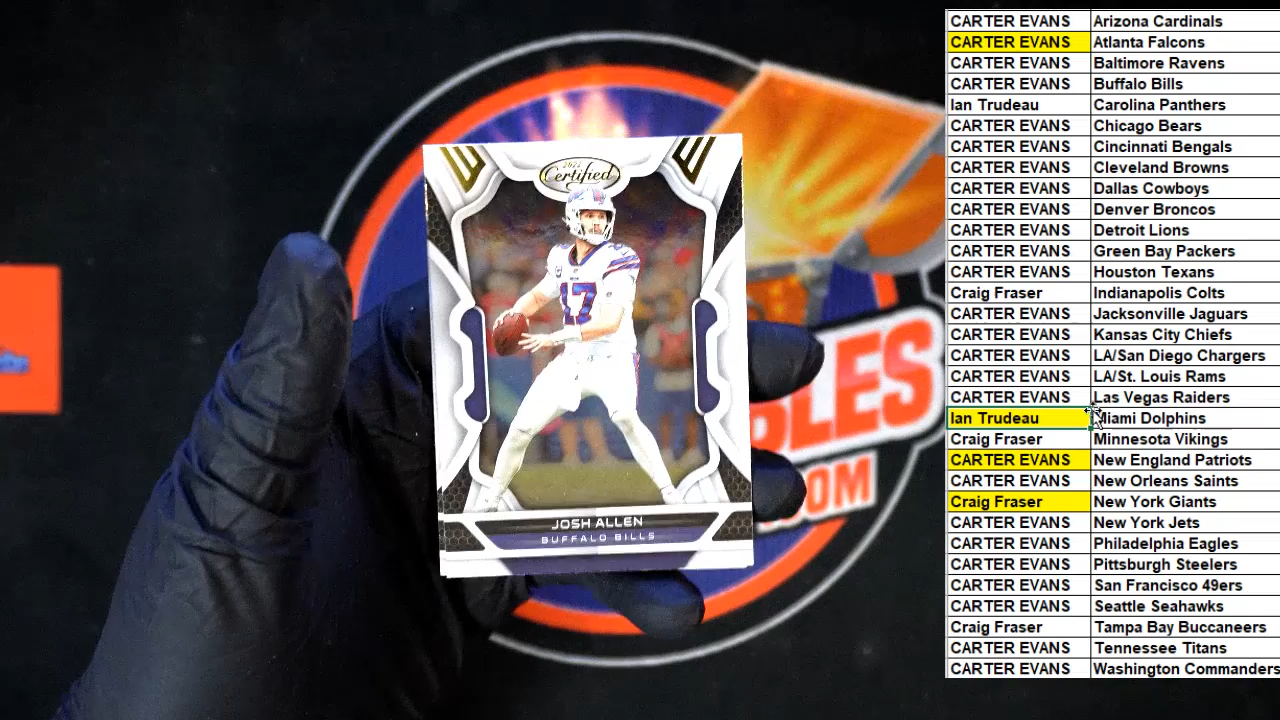 2022
Certified
17
JOSH ALLEN
BUFFALO BILLS
BLES
.COM
CARTER EVANS Arizona Cardinals
CARTER EVANS Atlanta Falcons
CARTER EVANS Baltimore Ravens
CARTER EVANS Buffalo Bills
Ian Trudeau Carolina Panthers
CARTER EVANS Chicago Bears
CARTER EVANS Cincinnati Bengals
CARTER EVANS Cleveland Browns
CARTER EVANS Dallas Cowboys
CARTER EVANS Denver Broncos
CARTER EVANS Detroit Lions
CARTER EVANS Green Bay Packers
CARTER EVANS Houston Texans
Craig Fraser Indianapolis Colts
CARTER EVANS Jacksonville Jaguars
CARTER EVANS Kansas City Chiefs
CARTER EVANS LA/San Diego Chargers
CARTER EVANS LA/St. Louis Rams
CARTER EVANS Las Vegas Raiders
Ian Trudeau Miami Dolphins
Craig Fraser Minnesota Vikings
CARTER EVANS New England Patriots
CARTER EVANS New Orleans Saints
Craig Fraser New York Giants
CARTER EVANS New York Jets
CARTER EVANS Philadelphia Eagles
CARTER EVANS Pittsburgh Steelers
CARTER EVANS San Francisco 49ers
CARTER EVANS Seattle Seahawks
Craig Fraser Tampa Bay Buccaneers
CARTER EVANS Tennessee Titans
CARTER EVANS Washington Commanders